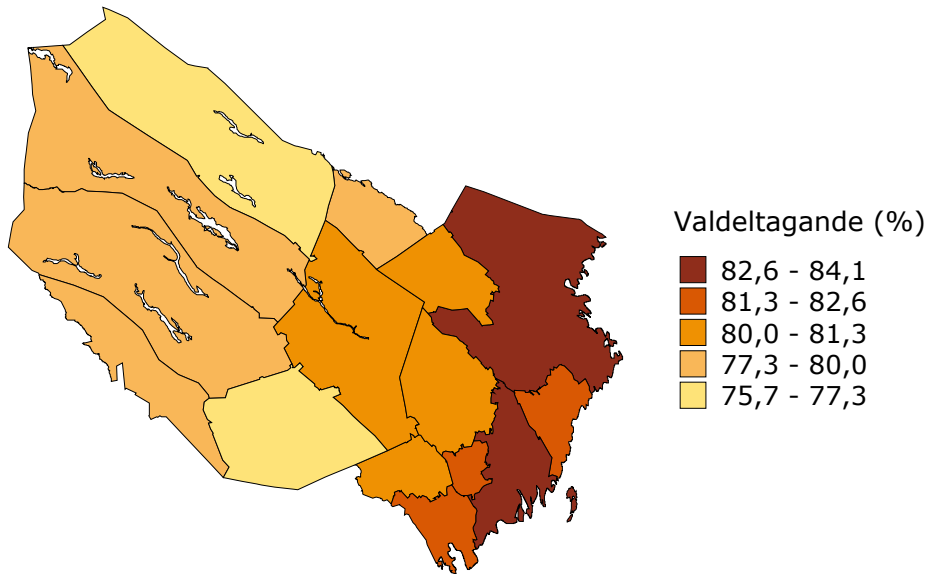 Valdeltagande (%)
82,6 - 84,1
81,3 - 82,6
80,0 - 81,3
77,3 - 80,0
75,7 - 77,3